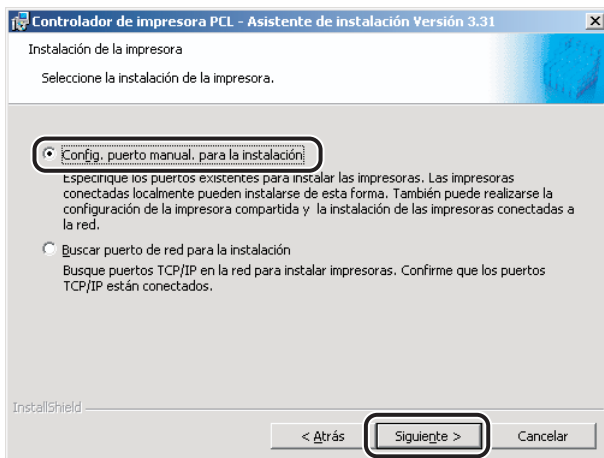 Controlador de impresora PCL - Asistente de instalación Versión 3.31
Instalación de la impresora
Seleccione la instalación de la impresora.
Config. puerto manual. para la instalación
Especifique los puertos existentes para instalar las impresoras. Las impresoras
conectadas localmente pueden instalarse de esta forma. También puede realizarse la
configuración de la impresora compartida y la instalación de las impresoras conectadas a
la red.
Buscar puerto de red para la instalación
Busque puertos TCP/IP en la red para instalar impresoras. Confirme que los puertos
TCP/IP están conectados.
InstallShield
< Atrás Siguiente > Cancelar